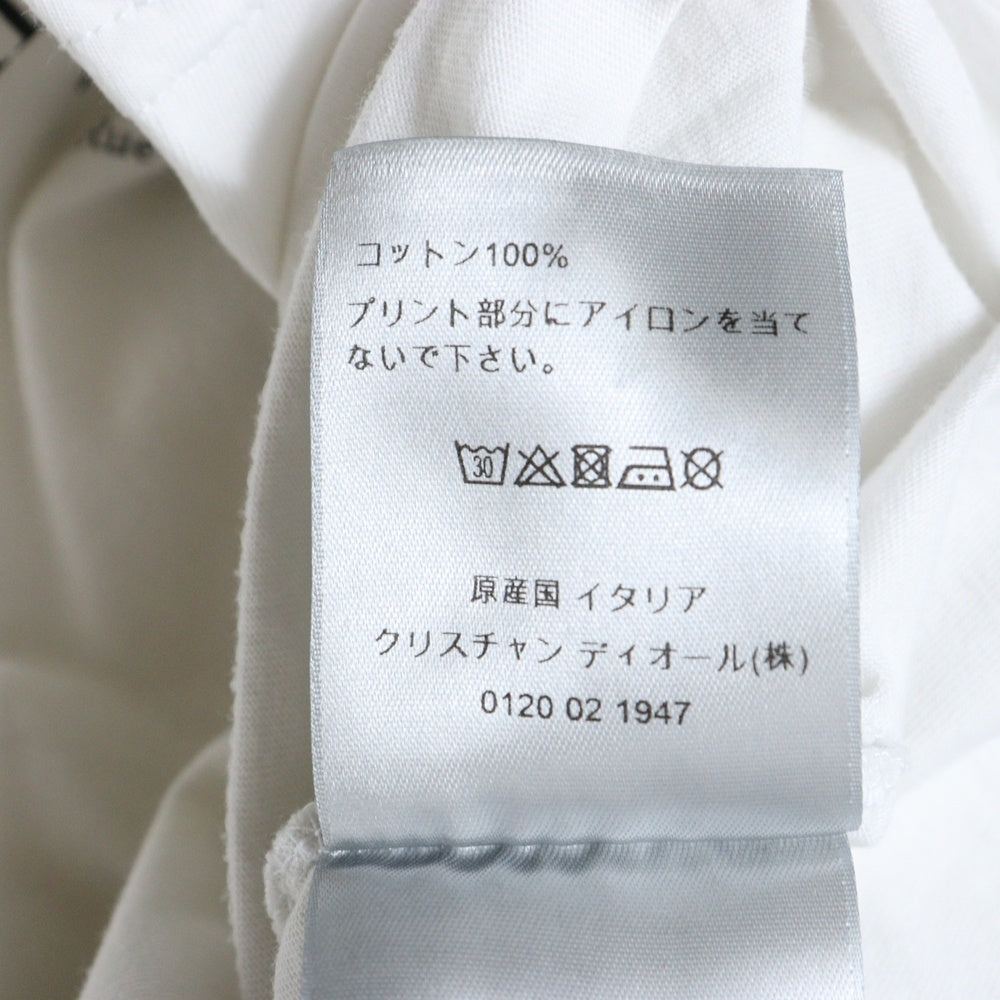 コットン100%
プリント部分にアイロンを当て
ないで下さい。
30
原産国 イタリア
クリスチャン ディオール(株)
0120 02 1947